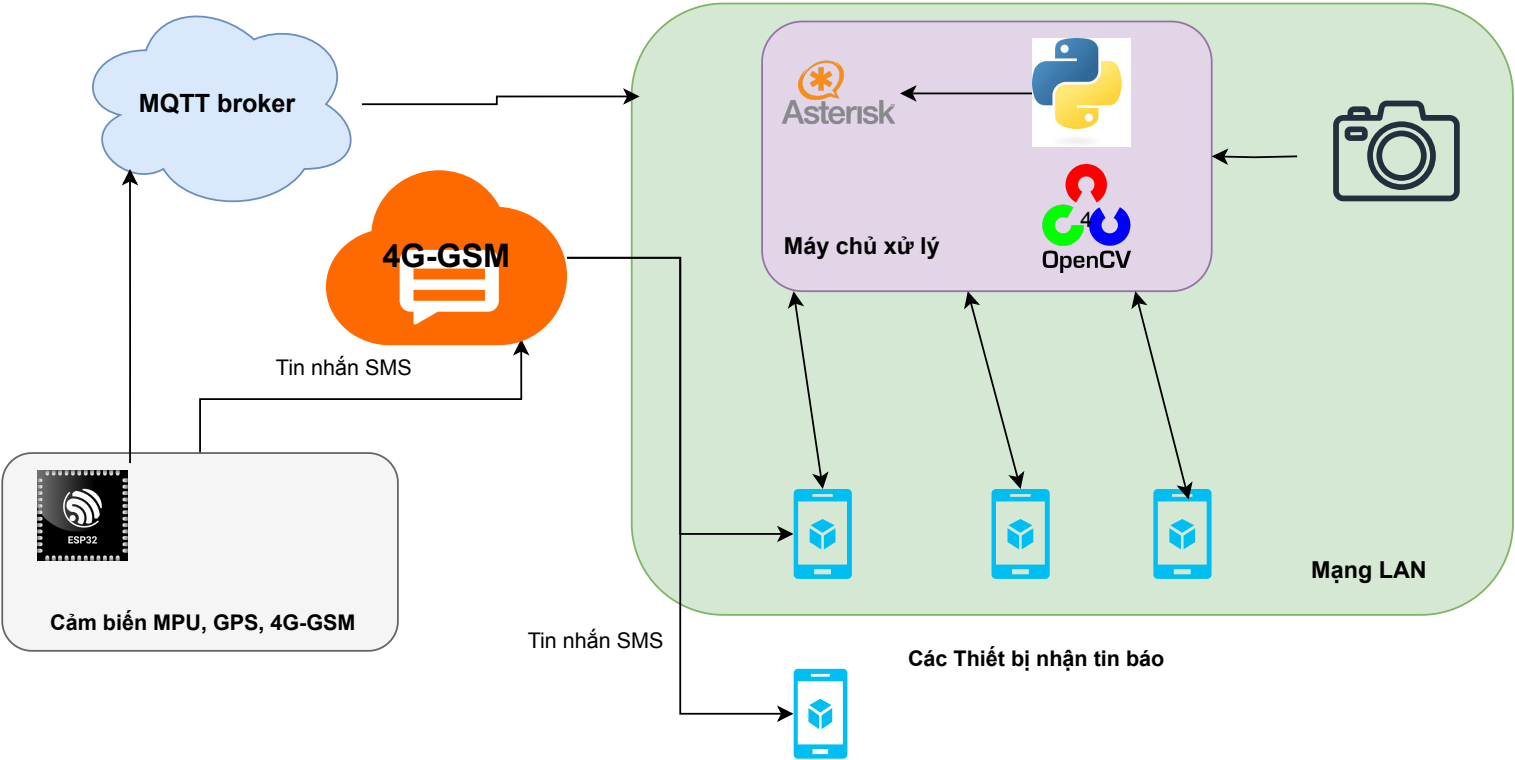 MQTT broker
Asterisk
4
OpenCV
Máy chủ xử lý
4G-GSM
Tin nhắn SMS
ESP32
Cảm biến MPU, GPS, 4G-GSM
Mạng LAN
Tin nhắn SMS
Các Thiết bị nhận tin báo